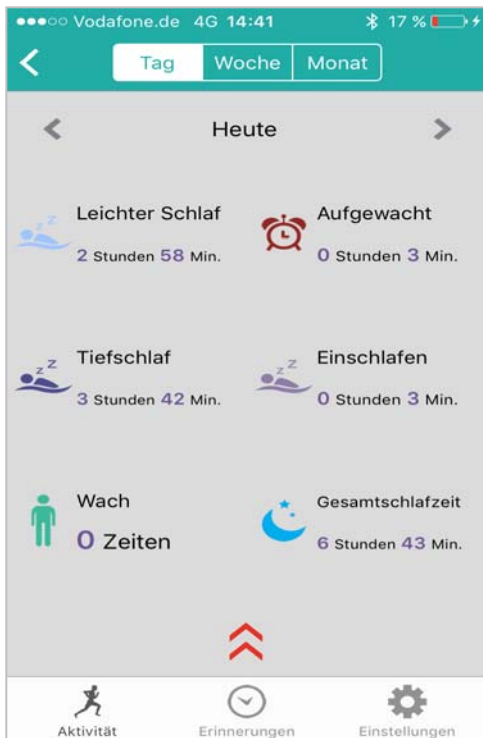 Vodafone.de 4G 14:41 17 %
Tag Woche Monat
Heute
Leichter Schlaf
2 Stunden 58 Min.
Aufgewacht
0 Stunden 3 Min.
Tiefschlaf
3 Stunden 42 Min.
Einschlafen
0 Stunden 3 Min.
Wach
0 Zeiten
Gesamtschlafzeit
6 Stunden 43 Min.
Aktivität Erinnerungen Einstellungen